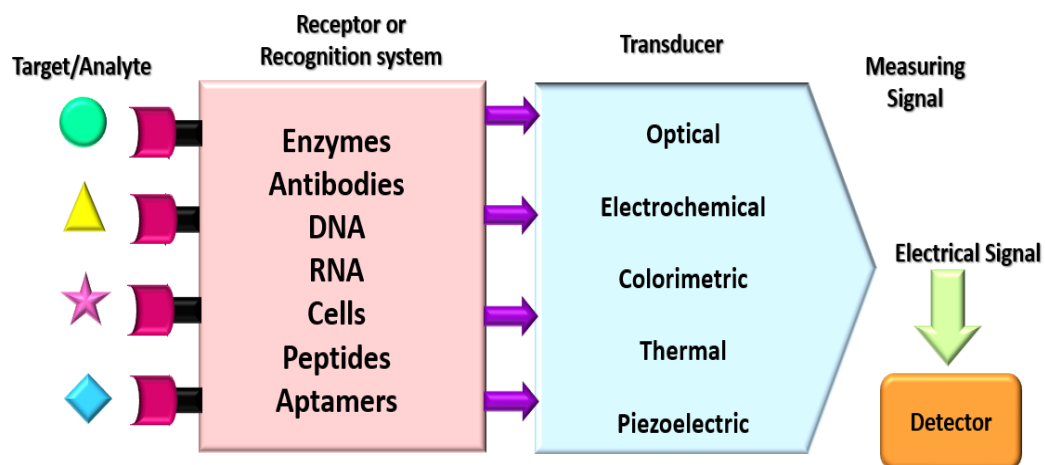 Target/Analyte
Receptor or
Recognition system
Transducer
Measuring
Signal
Enzymes
Antibodies
DNA
RNA
Cells
Peptides
Aptamers
Optical
Electrochemical
Colorimetric
Thermal
Piezoelectric
Electrical Signal
Detector